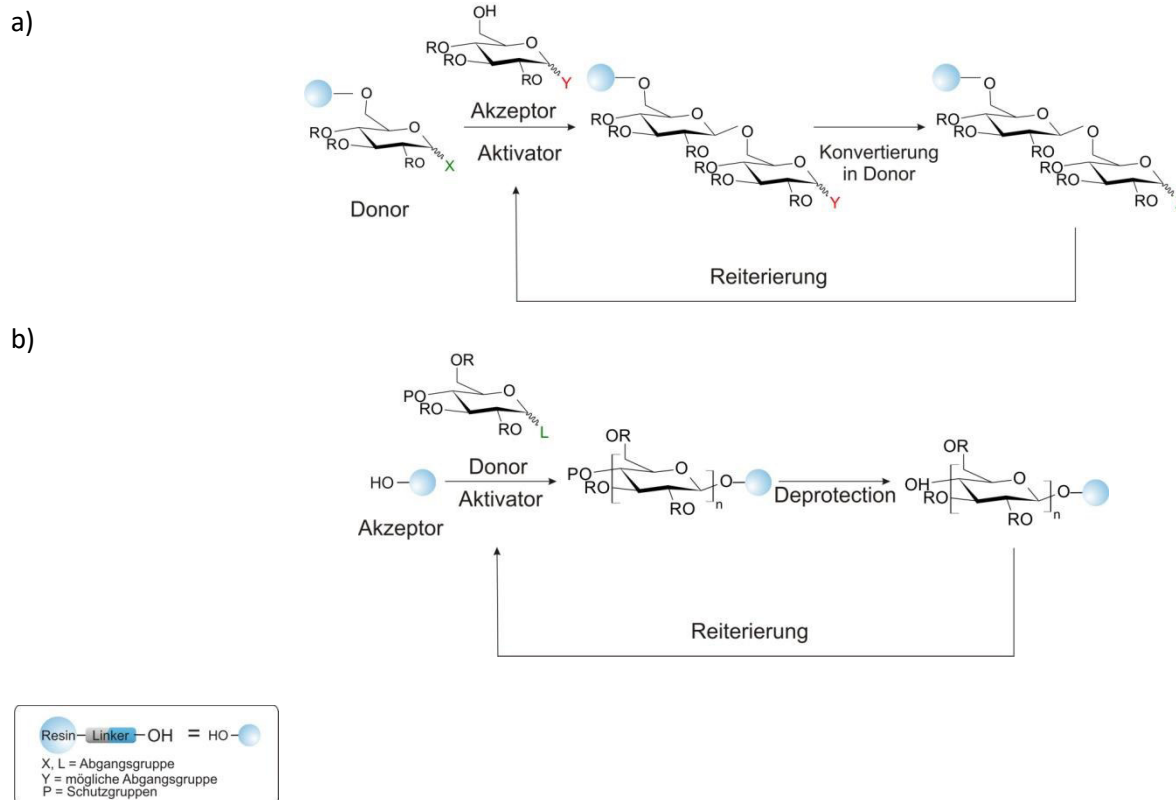 a)
OH
O
RO
RO
RO
Y
Akzeptor
Aktivator
O
O
RO
RO
RO
X
Donor
O
O
RO
RO
RO
O
O
RO
RO
RO
Y
Konvertierung
in Donor
O
O
RO
RO
RO
O
O
RO
RO
RO
Reiterierung
b)
OR
O
PO
RO
RO
L
HO
Akzeptor
Donor
Aktivator
OR
O
PO
RO
RO
n
O
Deprotection
OR
O
OH
RO
RO
n
O
Reiterierung
Resin Linker OH = HO
X, L = Abgangsgruppe
Y = mögliche Abgangsgruppe
P = Schutzgruppen